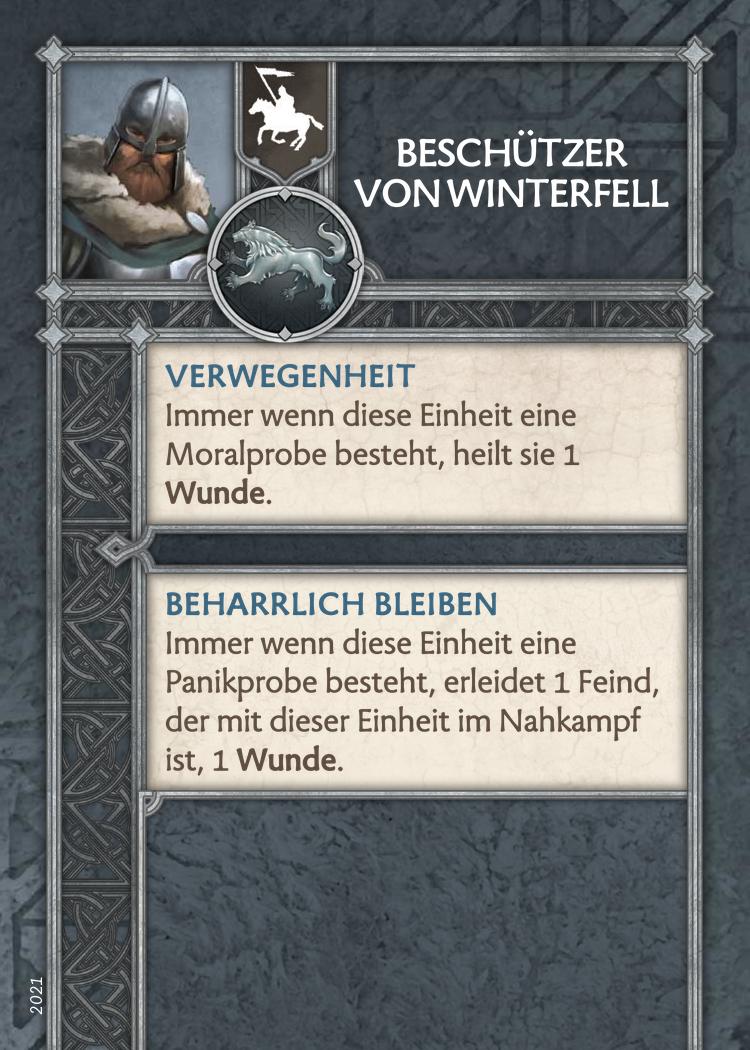 BESCHÜTZER
VON WINTERFELL
VERWEGENHEIT
Immer wenn diese Einheit eine
Moralprobe besteht, heilt sie 1
Wunde.
BEHARRLICH BLEIBEN
Immer wenn diese Einheit eine
Panikprobe besteht, erleidet 1 Feind,
der mit dieser Einheit im Nahkampf
ist, 1 Wunde.
2021